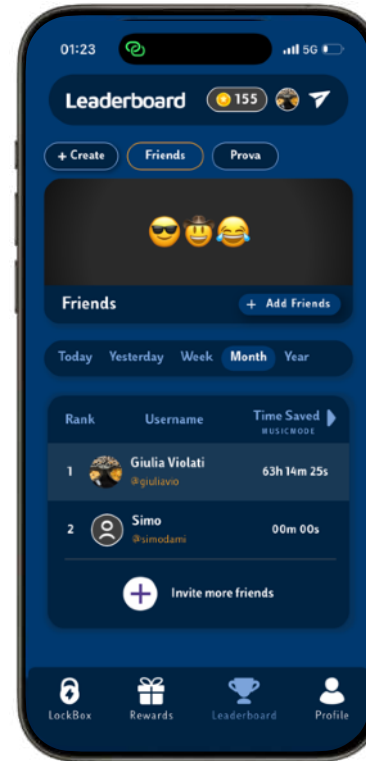 01:23
5G
Leaderboard 155
+ Create Friends Prova
Friends + Add Friends
Today Yesterday Week Month Year
Rank Username Time Saved
MUSICMODE
1 Giulia Violati 63h 14m 25s
@giuliavio
2 Simo 00m 00s
@simodami
+ Invite more friends
LockBox Rewards Leaderboard Profile